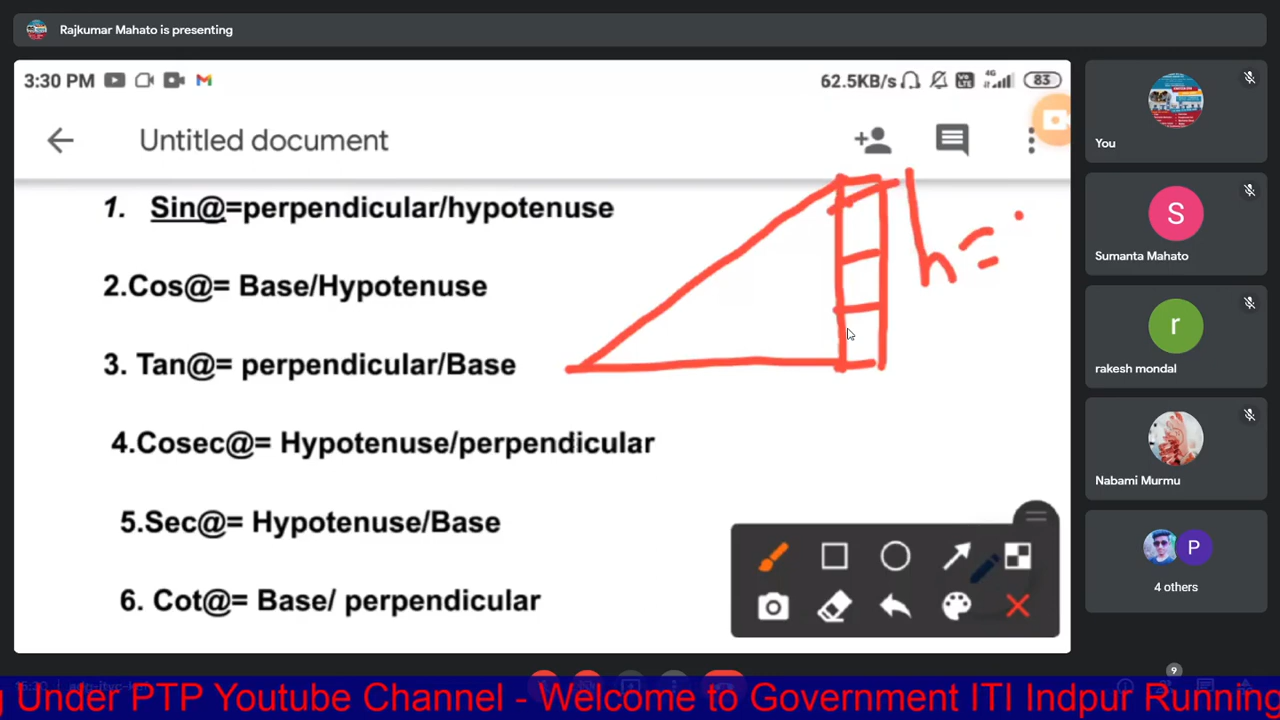 Rajkumar Mahato is presenting
3:30 PM
62.5KB/s 4G 83
Untitled document
1. Sin@=perpendicular/hypotenuse
2.Cos@= Base/Hypotenuse
3. Tan@= perpendicular/Base
4.Cosec@= Hypotenuse/perpendicular
5.Sec@= Hypotenuse/Base
6. Cot@= Base/ perpendicular
h=
You
S
Sumanta Mahato
r
rakesh mondal
Nabami Murmu
P
4 others
9
g Under PTP Youtube Channel - Welcome to Government ITI Indpur Running